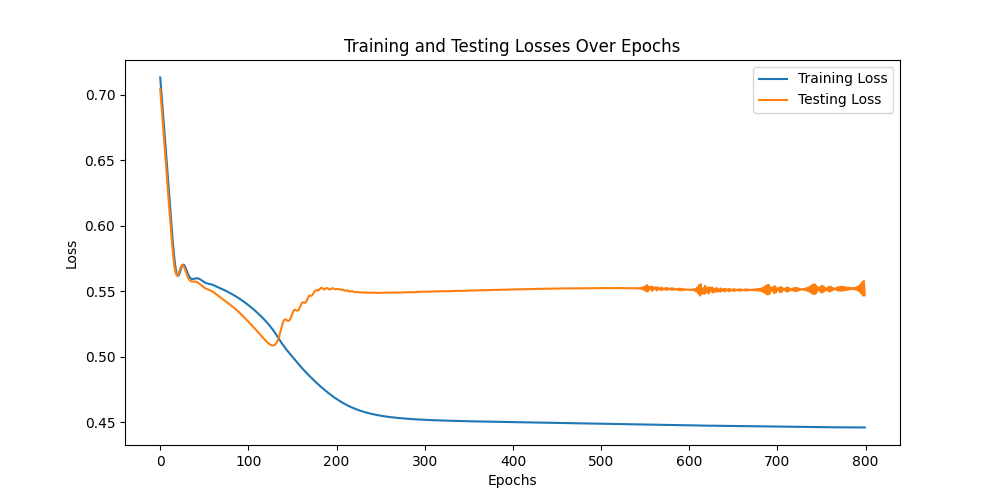 Training and Testing Losses Over Epochs
Training Loss
Testing Loss
Loss
0.70
0.65
0.60
0.55
0.50
0.45
0 100 200 300 400 500 600 700 800
Epochs